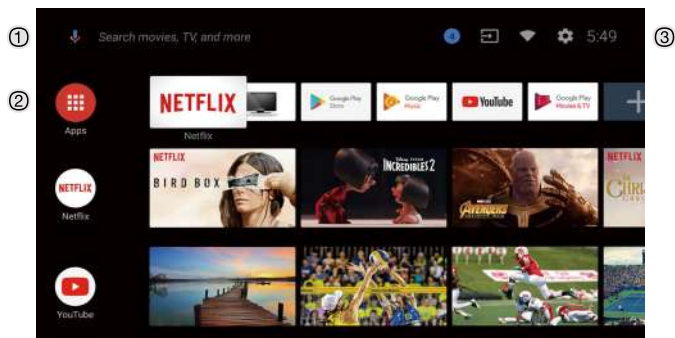 ① Search movies, TV, and more 4 5:49 ③
② NETFLIX Google Play Store Google Play Music YouTube Google Play Movies & TV
Apps Netflix
NETFLIX BIRD BOX INCREDIBLES 2 AVENGERS NETFLIX
NETFLIX
Netflix
YouTube